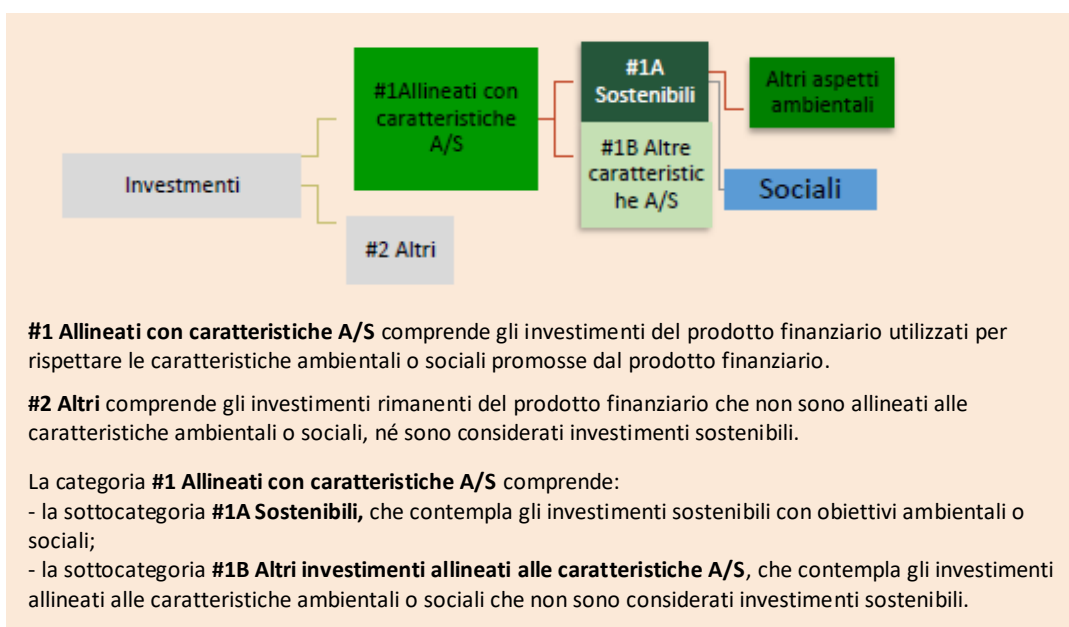 #1A
Sostenibili
Altri aspetti
ambientali
#1Allineati con
caratteristiche
A/S
#1B Altre
caratteristic
he A/S
Investmenti
Sociali
#2 Altri
#1 Allineati con caratteristiche A/S comprende gli investimenti del prodotto finanziario utilizzati per
rispettare le caratteristiche ambientali o sociali promosse dal prodotto finanziario.
#2 Altri comprende gli investimenti rimanenti del prodotto finanziario che non sono allineati alle
caratteristiche ambientali o sociali, né sono considerati investimenti sostenibili.
La categoria #1 Allineati con caratteristiche A/S comprende:
- la sottocategoria #1A Sostenibili, che contempla gli investimenti sostenibili con obiettivi ambientali o
sociali;
- la sottocategoria #1B Altri investimenti allineati alle caratteristiche A/S, che contempla gli investimenti
allineati alle caratteristiche ambientali o sociali che non sono considerati investimenti sostenibili.